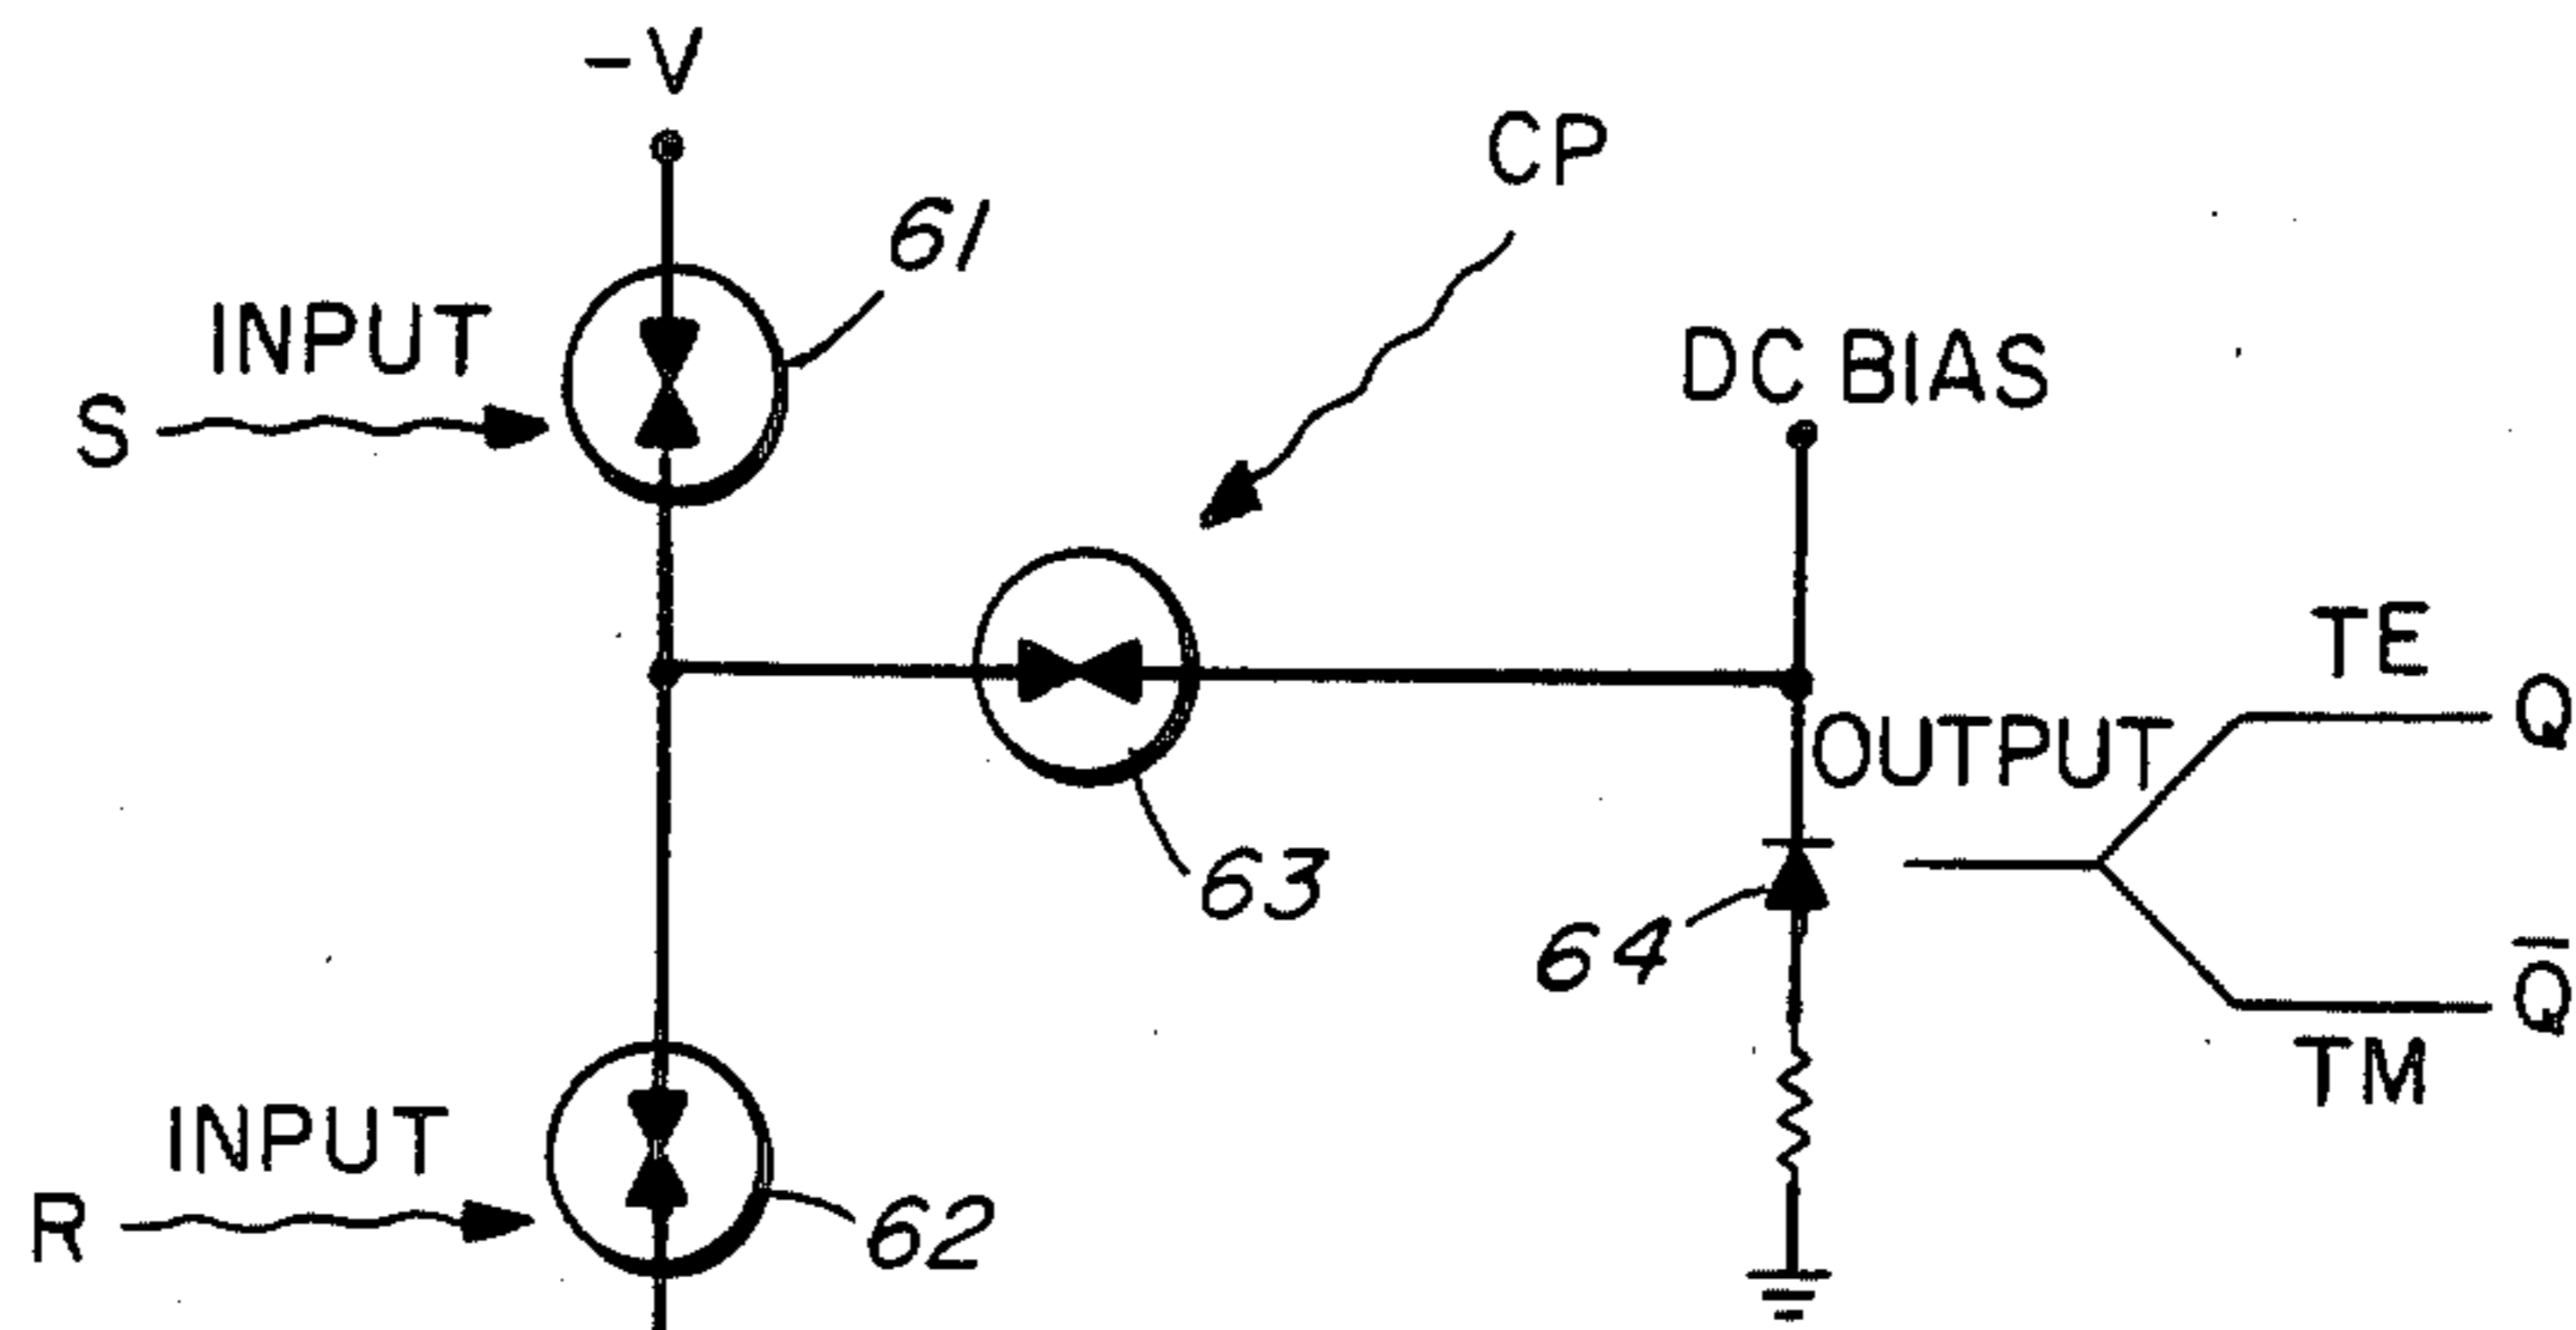 -V
61
CP
INPUT
S
DC BIAS
TE
Q
OUTPUT
63
64
Q̅
TM
INPUT
R
62